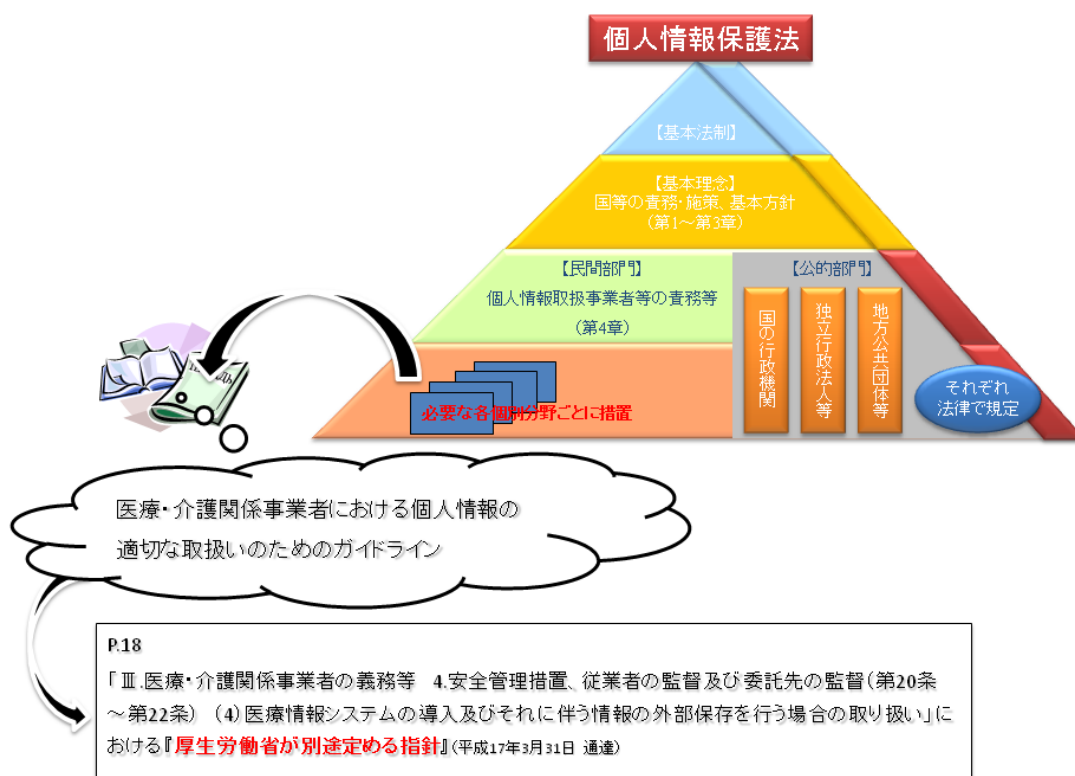 個人情報保護法
【基本法制】
【基本理念】
国等の責務・施策、基本方針
(第1～第3章)
【民間部門】
個人情報取扱事業者等の責務等
(第4章)
【公的部門】
国の行政機関
独立行政法人等
地方公共団体等
それぞれ
法律で規定
必要な各個別分野ごとに措置
医療・介護関係事業者における個人情報の
適切な取扱いのためのガイドライン
P.18
「Ⅲ.医療・介護関係事業者の義務等 4.安全管理措置、従業者の監督及び委託先の監督(第20条
～第22条) (4)医療情報システムの導入及びそれに伴う情報の外部保存を行う場合の取り扱い」に
おける『厚生労働省が別途定める指針』(平成17年3月31日 通達)